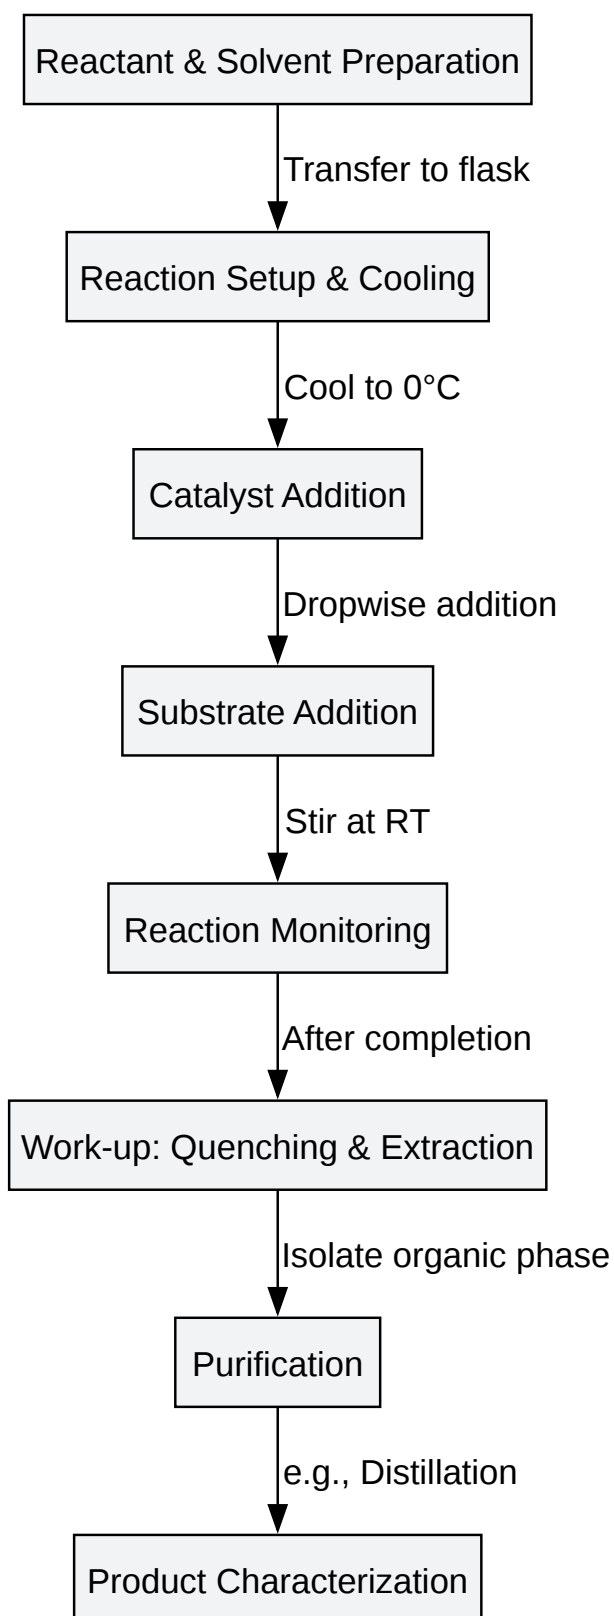 Reactant & Solvent Preparation
Transfer to flask
Reaction Setup & Cooling
Cool to 0°C
Catalyst Addition
Dropwise addition
Substrate Addition
Stir at RT
Reaction Monitoring
After completion
Work-up: Quenching & Extraction
Isolate organic phase
Purification
e.g., Distillation
Product Characterization